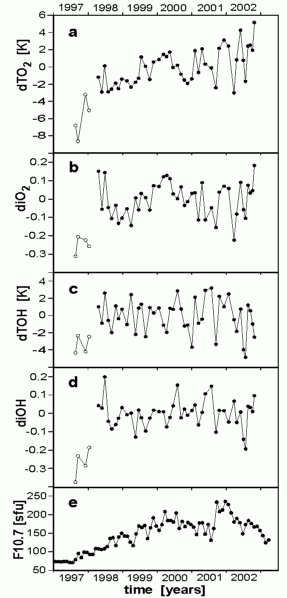 1997 1998 1999 2000 2001 2002
a
dTO2 [K]
6
4
2
0
-2
-4
-6
-8
b
diO2
0.2
0.1
0
-0.1
-0.2
-0.3
c
dTOH [K]
4
2
0
-2
-4
d
diOH
0.2
0.1
0
-0.1
-0.2
-0.3
e
F10.7 [sfu]
250
200
150
100
50
1997 1998 1999 2000 2001 2002
time [years]